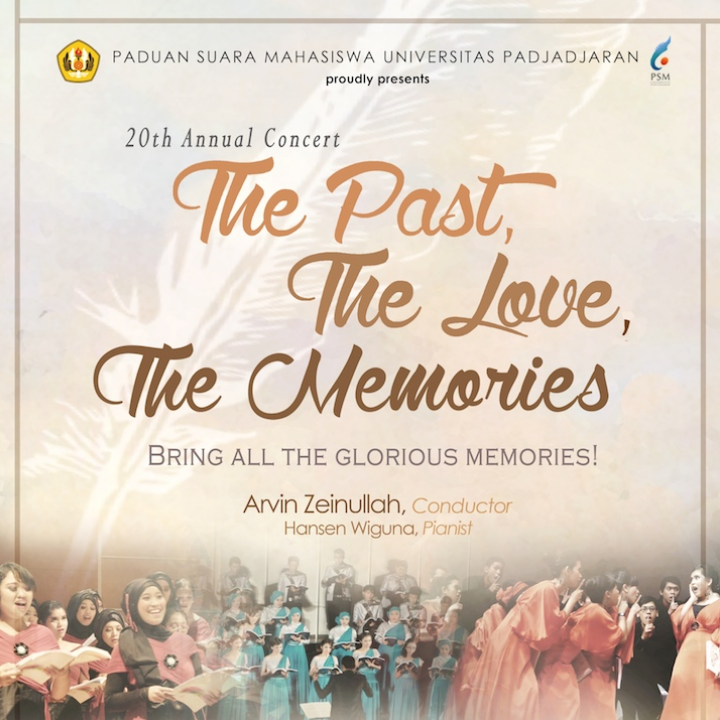 PADUAN SUARA MAHASISWA UNIVERSITAS PADJADJARAN
PSM
proudly presents
20th Annual Concert
The Past,
The Love,
The Memories
BRING ALL THE GLORIOUS MEMORIES!
Arvin Zeinullah, Conductor
Hansen Wiguna, Pianist